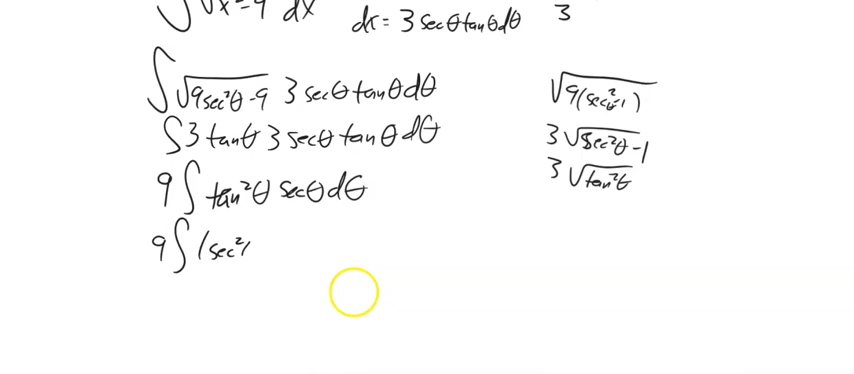 ∫√x²-9 dx dx = 3 secθ tanθ dθ 3
∫√9sec²θ-9 3 secθ tanθ dθ √9(sec²θ-1)
∫3 tanθ 3 secθ tanθ dθ 3√sec²θ-1
9∫tan²θ secθ dθ 3√tan²θ
9∫(sec²